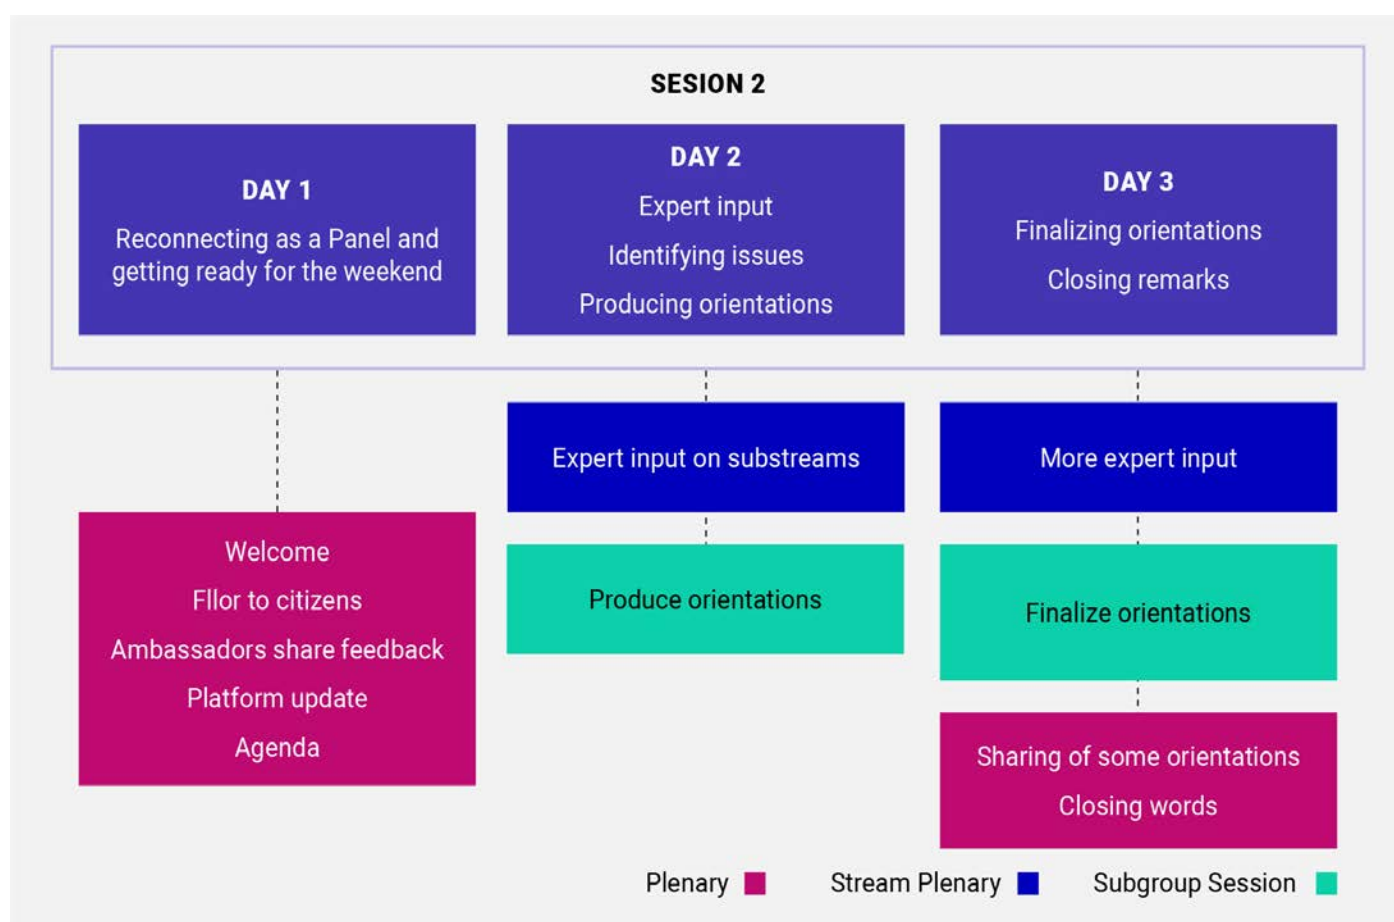 SESION 2
DAY 1
Reconnecting as a Panel and
getting ready for the weekend
DAY 2
Expert input
Identifying issues
Producing orientations
DAY 3
Finalizing orientations
Closing remarks
Welcome
Fllor to citizens
Ambassadors share feedback
Platform update
Agenda
Expert input on substreams
Produce orientations
More expert input
Finalize orientations
Sharing of some orientations
Closing words
Plenary
Stream Plenary
Subgroup Session